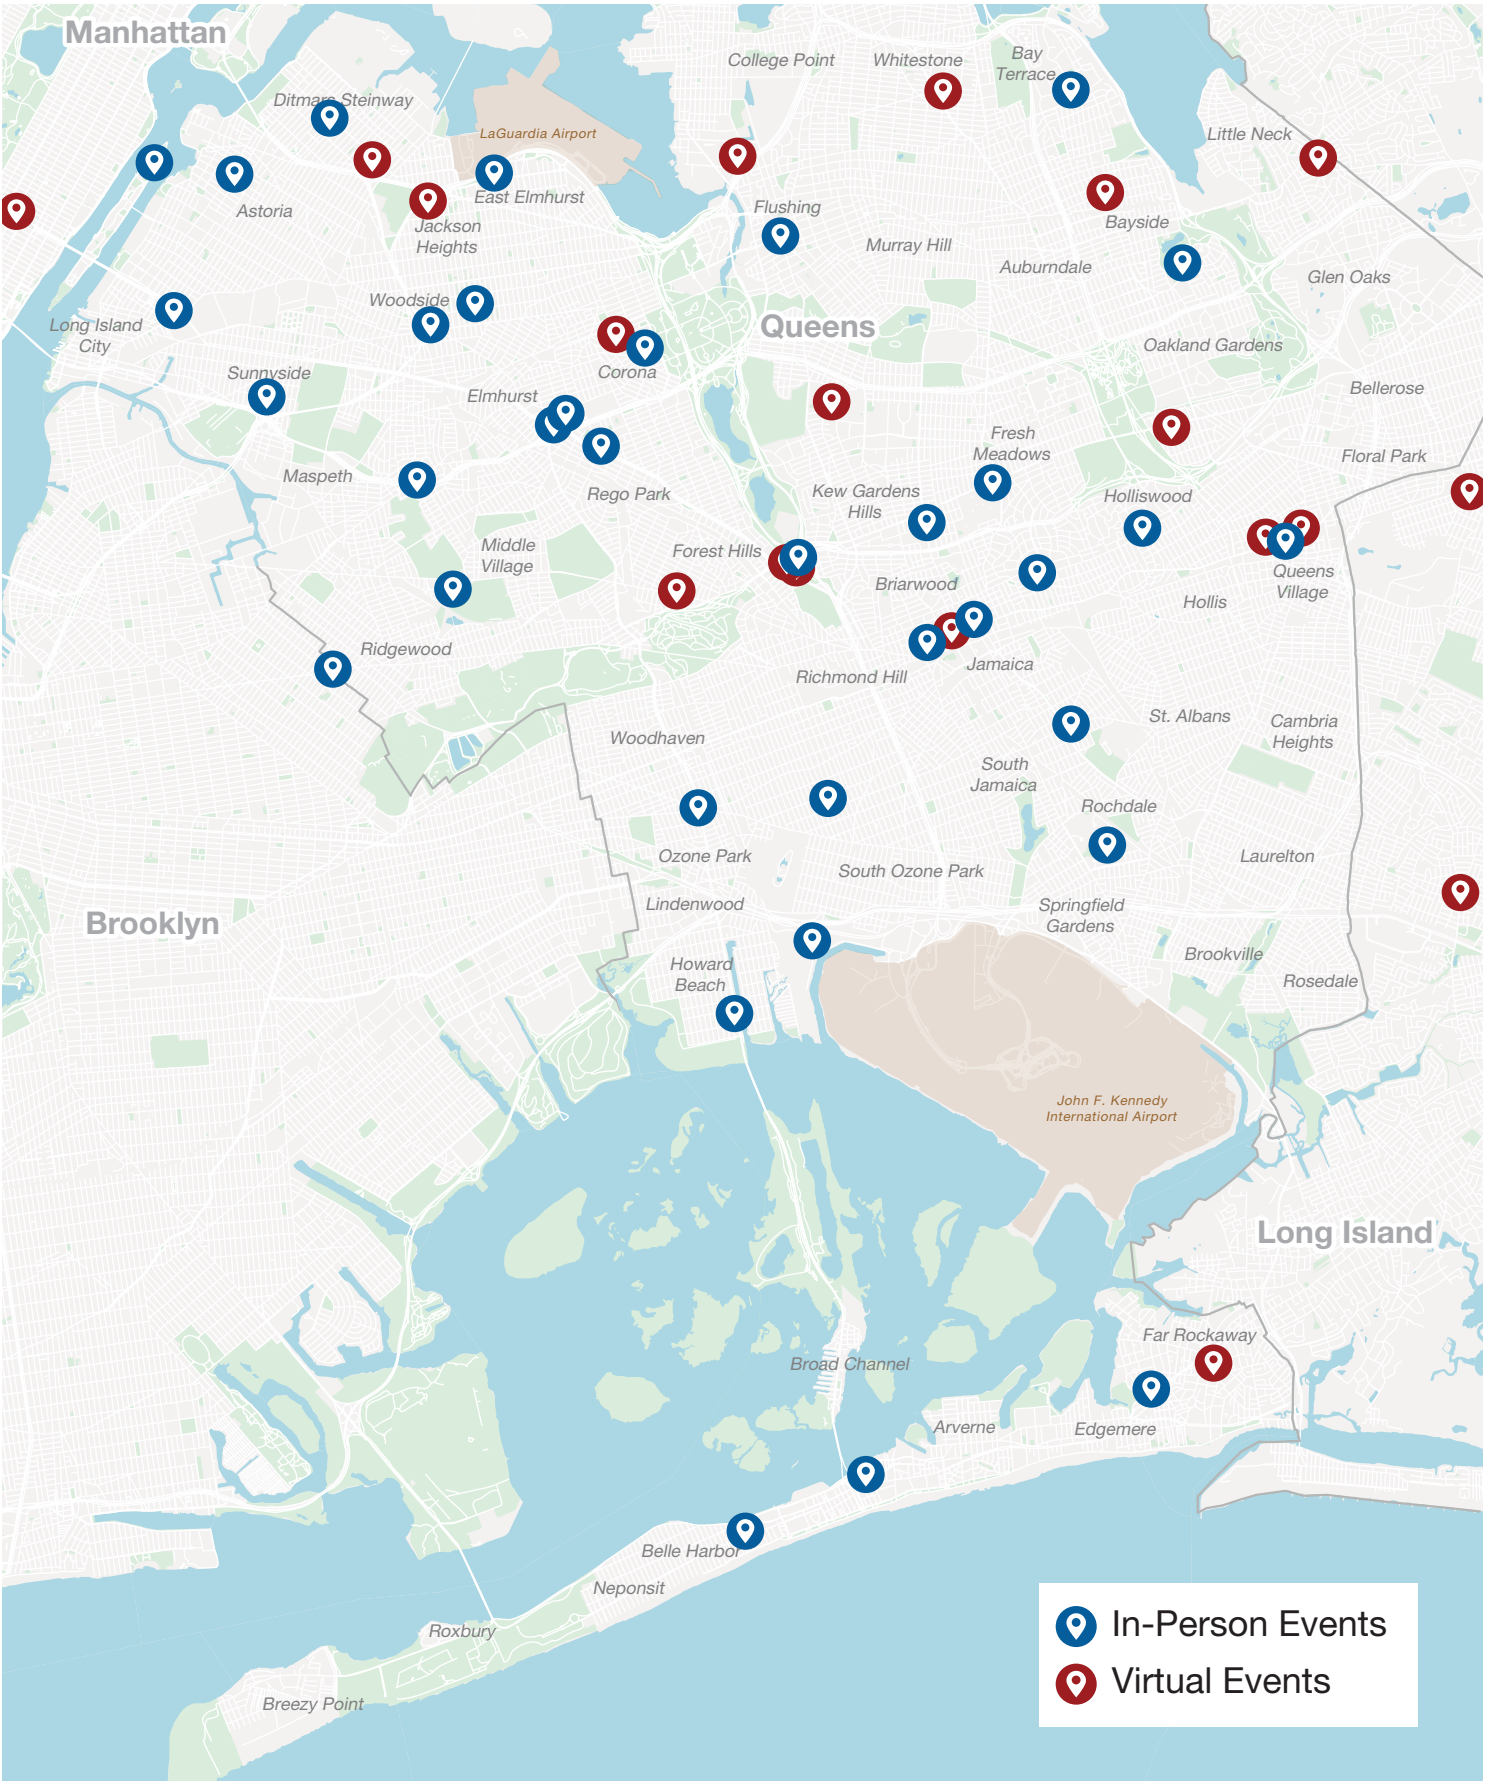 Manhattan
College Point
Whitestone
Bay
Terrace
Ditmars Steinway
LaGuardia Airport
Little Neck
East Elmhurst
Astoria
Flushing
Jackson
Heights
Bayside
Murray Hill
Auburndale
Glen Oaks
Woodside
Long Island
City
Queens
Oakland Gardens
Sunnyside
Corona
Elmhurst
Bellerose
Fresh
Meadows
Floral Park
Maspeth
Rego Park
Kew Gardens
Hills
Holliswood
Middle
Village
Forest Hills
Briarwood
Queens
Village
Hollis
Ridgewood
Jamaica
Richmond Hill
St. Albans
Cambria
Heights
Woodhaven
South
Jamaica
Rochdale
Ozone Park
Laurelton
South Ozone Park
Lindenwood
Springfield
Gardens
Brooklyn
Brookville
Howard
Beach
Rosedale
John F. Kennedy
International Airport
Long Island
Far Rockaway
Broad Channel
Arverne
Edgemere
Belle Harbor
Neponsit
Roxbury
Breezy Point
In-Person Events
Virtual Events